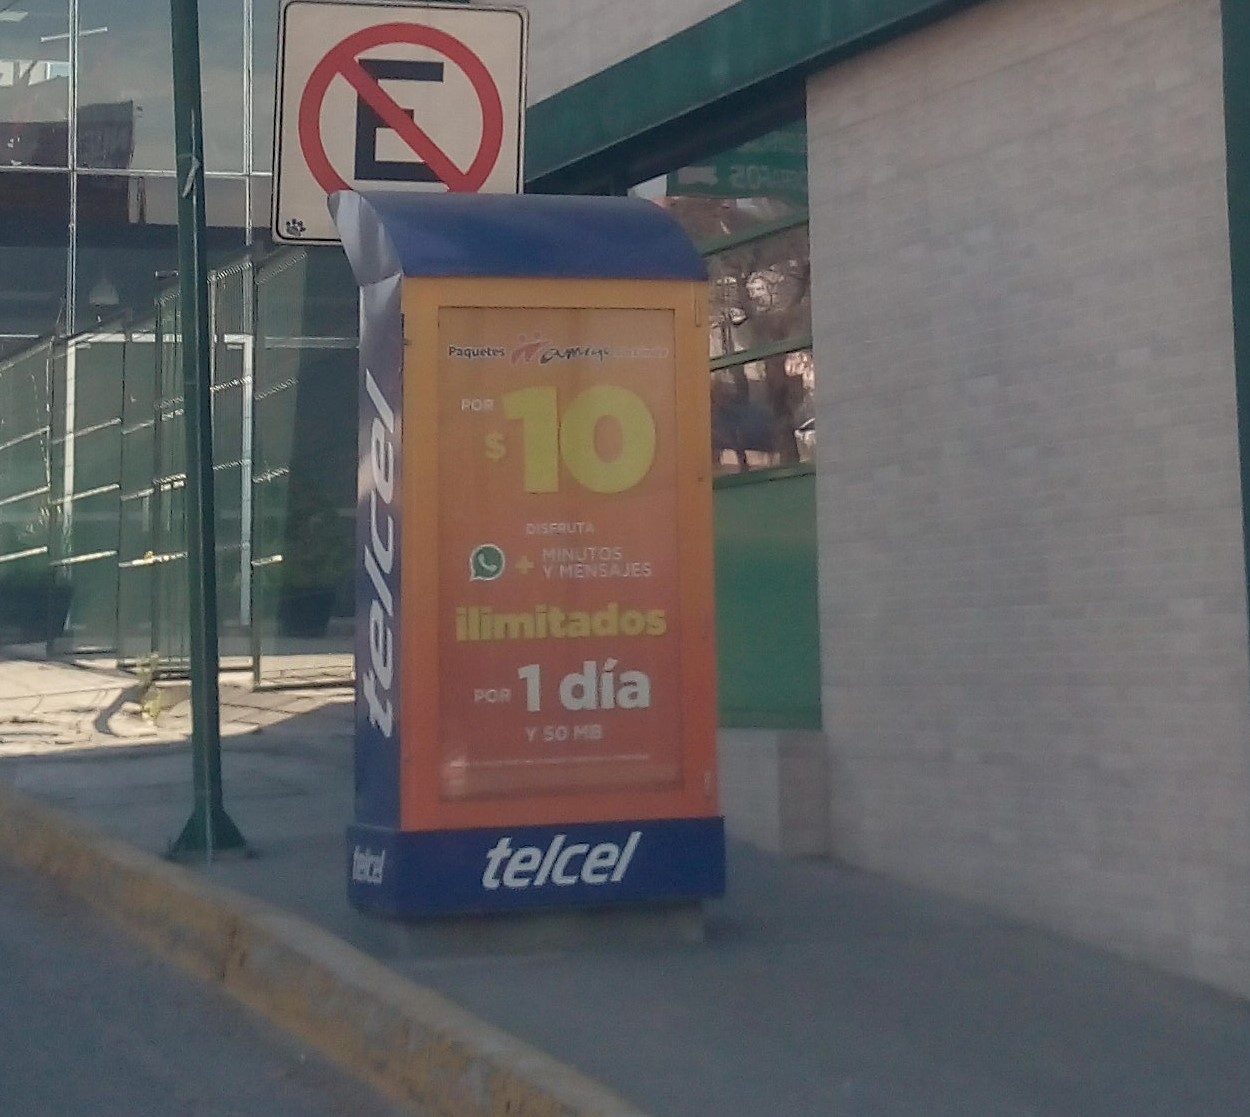 E
Paquetes amigo
POR
$10
DISFRUTA
+ MINUTOS
Y MENSAJES
ilimitados
POR 1 día
Y 50 MB
telcel
telcel
telcel